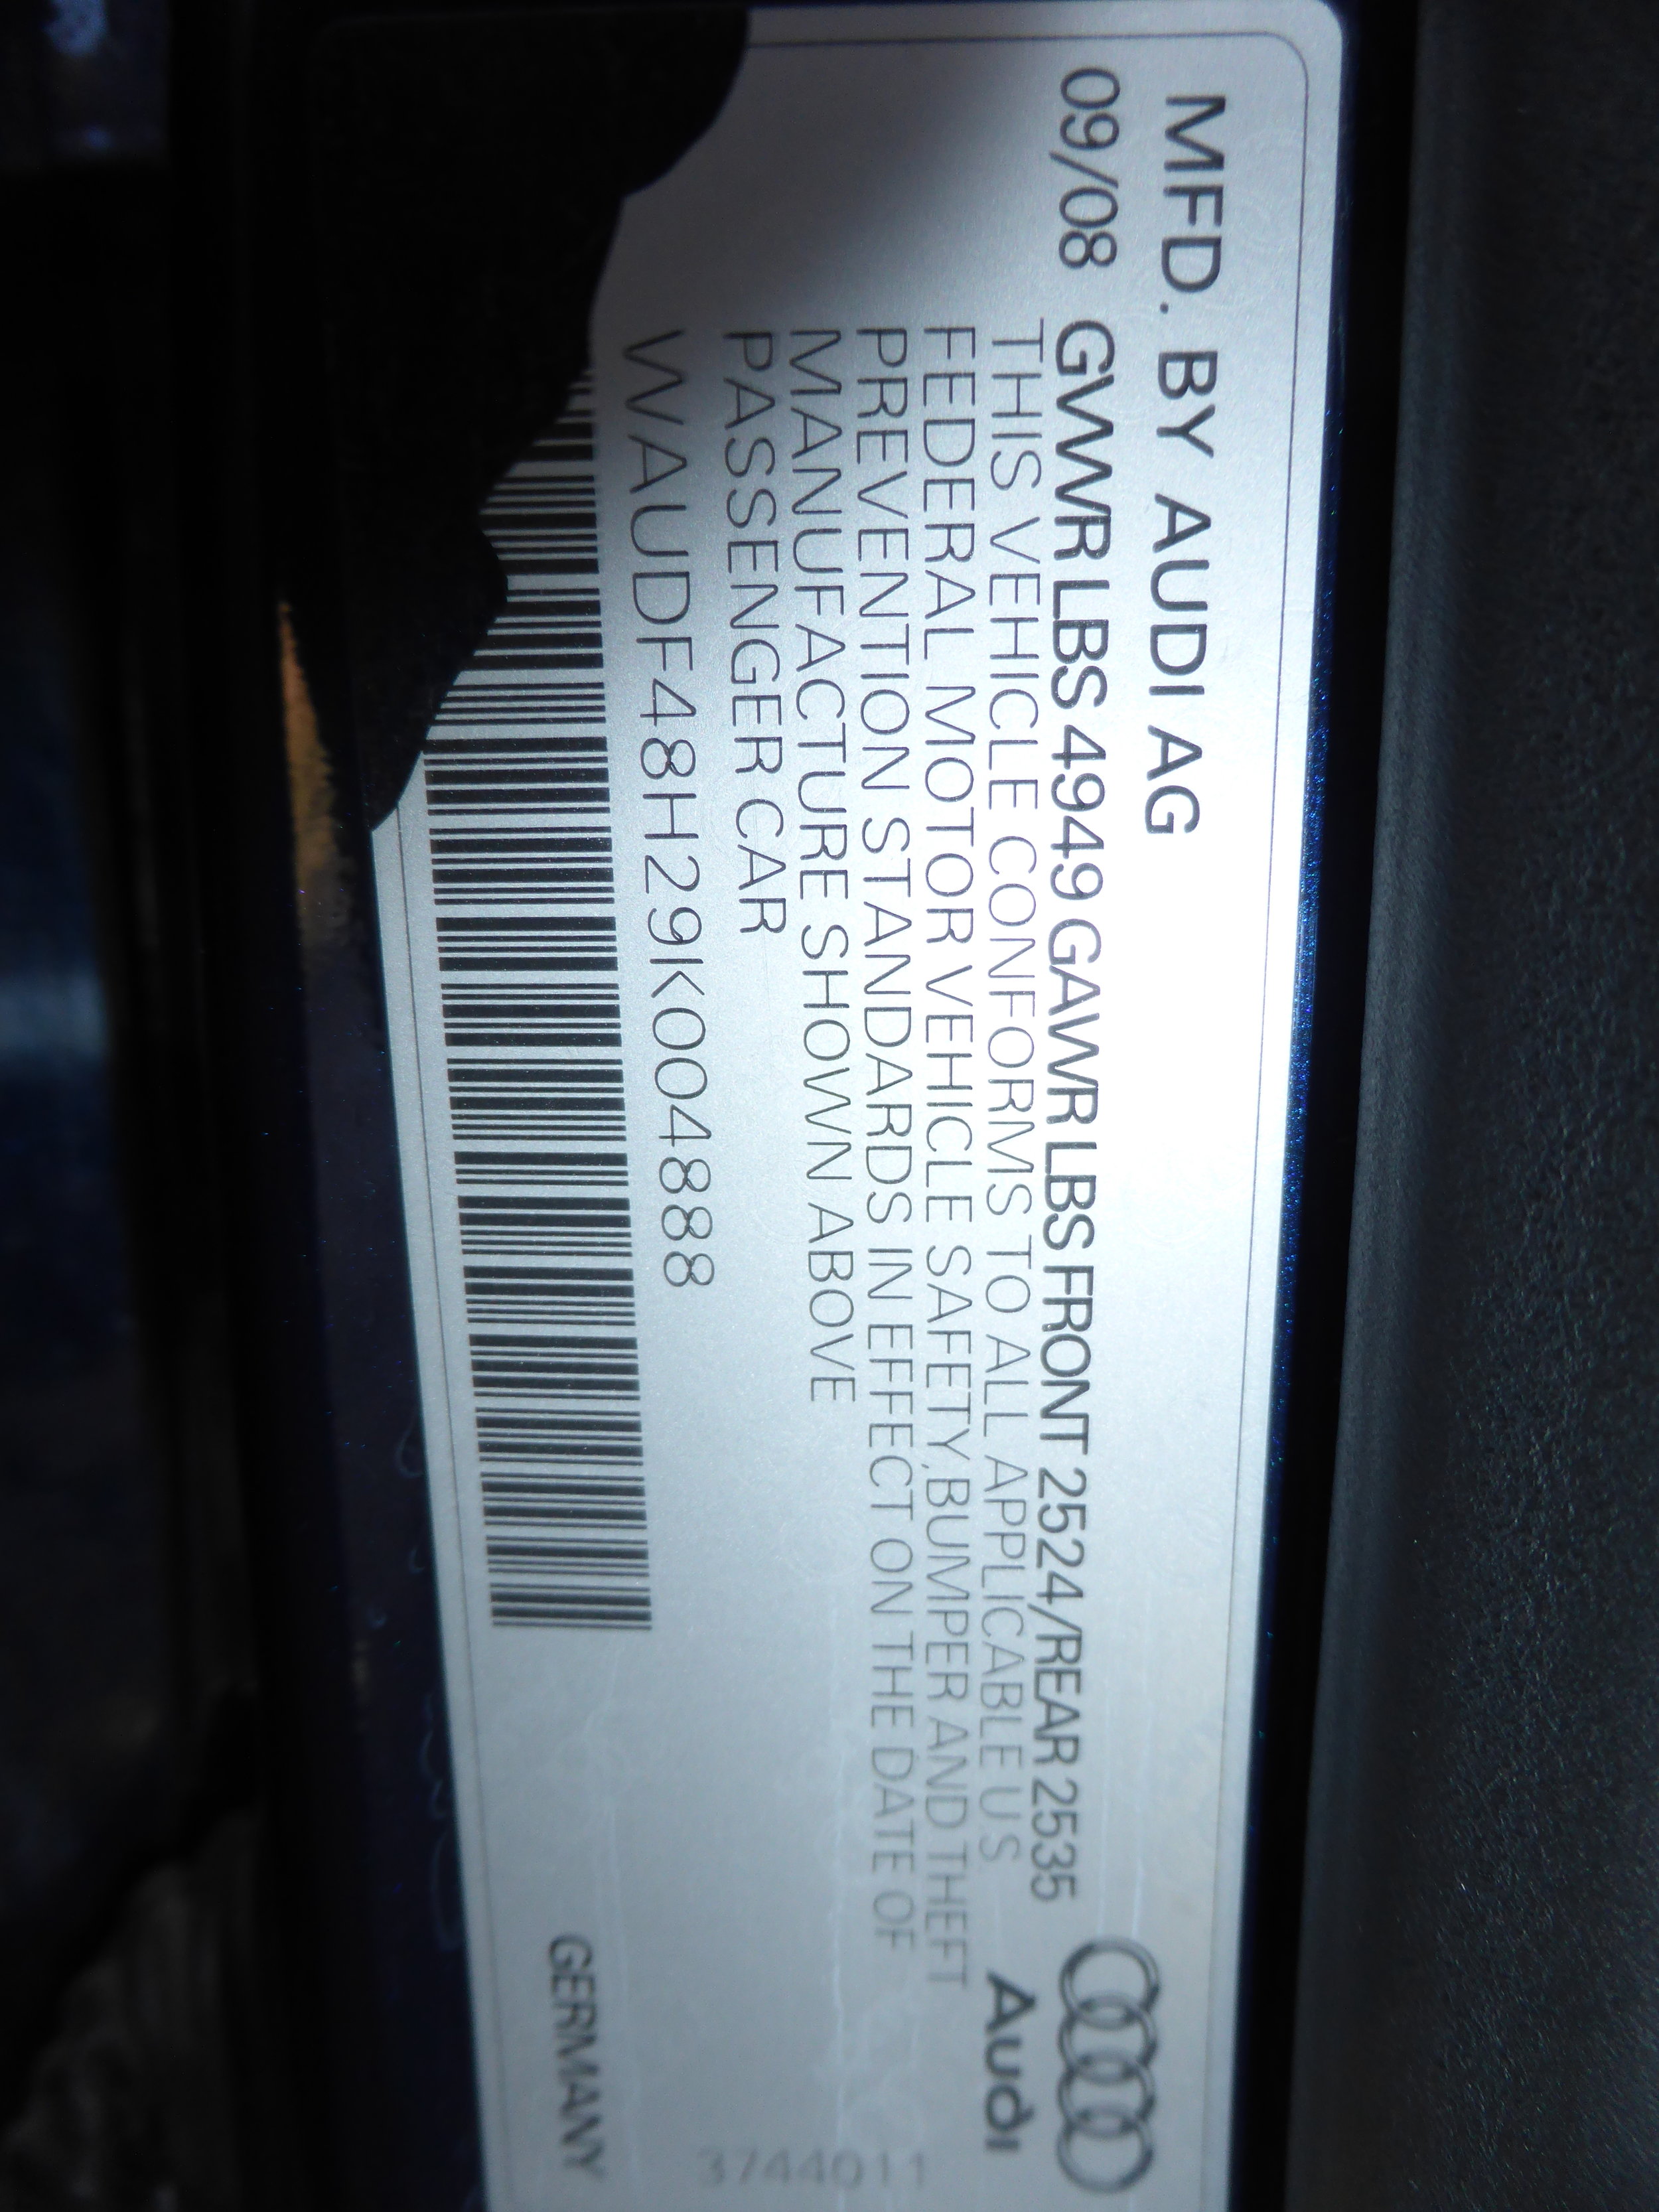 MFD. BY AUDI AG
09/08 GWWR LBS 4949 GAWWR LBS FRONT 2524/REAR 2535
THIS VEHICLE CONFORMS TO ALL APPLICABLE U S
FEDERAL MOTOR VEHICLE SAFETY,BUMPER AND THEFT
PREVENTION STANDARDS IN EFFECT ON THE DATE OF
MANUFACTURE SHOWN ABOVE
PASSENGER CAR
WAUDF48H29K004888
Audi
GERMANY
3744011